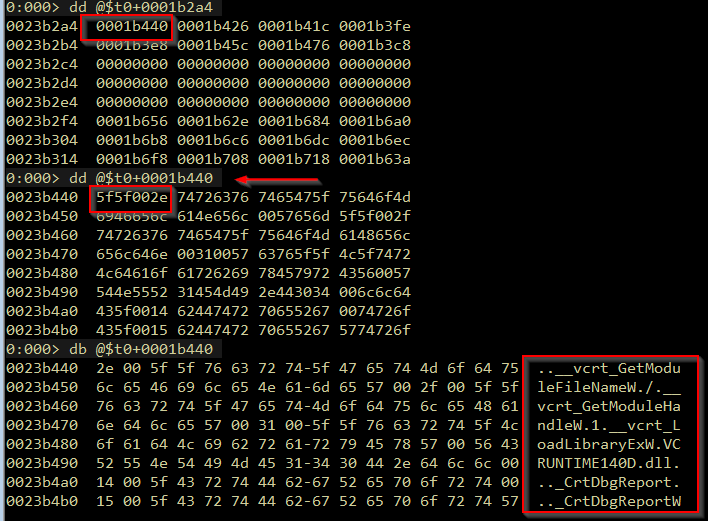 0:000> dd @$t0+0001b2a4
0023b2a4  0001b440 0001b426 0001b41c 0001b3fe
0023b2b4  0001b3e8 0001b45c 0001b476 0001b3c8
0023b2c4  00000000 00000000 00000000 00000000
0023b2d4  00000000 00000000 00000000 00000000
0023b2e4  00000000 00000000 00000000 00000000
0023b2f4  0001b656 0001b62e 0001b684 0001b6a0
0023b304  0001b6b8 0001b6c6 0001b6dc 0001b6ec
0023b314  0001b6f8 0001b708 0001b718 0001b63a
0:000> dd @$t0+0001b440
0023b440  5f5f002e 74726376 7465475f 75646f4d
0023b450  6946656c 614e656c 0057656d 5f5f002f
0023b460  74726376 7465475f 75646f4d 6148656c
0023b470  656c646e 00310057 63765f5f 4c5f7472
0023b480  4c64616f 61726269 78457972 43560057
0023b490  544e5552 31454d49 2e443034 006c6c64
0023b4a0  435f0014 62447472 70655267 0074726f
0023b4b0  435f0015 62447472 70655267 5774726f
0:000> db @$t0+0001b440
0023b440  2e 00 5f 5f 76 63 72 74-5f 47 65 74 4d 6f 64 75  ..__vcrt_GetModu
0023b450  6c 65 46 69 6c 65 4e 61-6d 65 57 00 2f 00 5f 5f  leFileNameW./.__
0023b460  76 63 72 74 5f 47 65 74-4d 6f 64 75 6c 65 48 61  vcrt_GetModuleHa
0023b470  6e 64 6c 65 57 00 31 00-5f 5f 76 63 72 74 5f 4c  ndleW.1.__vcrt_L
0023b480  6f 61 64 4c 69 62 72 61-72 79 45 78 57 00 56 43  oadLibraryExW.VC
0023b490  52 55 4e 54 49 4d 45 31-34 30 44 2e 64 6c 6c 00  RUNTIME140D.dll.
0023b4a0  14 00 5f 43 72 74 44 62-67 52 65 70 6f 72 74 00  .._CrtDbgReport.
0023b4b0  15 00 5f 43 72 74 44 62-67 52 65 70 6f 72 74 57  .._CrtDbgReportW